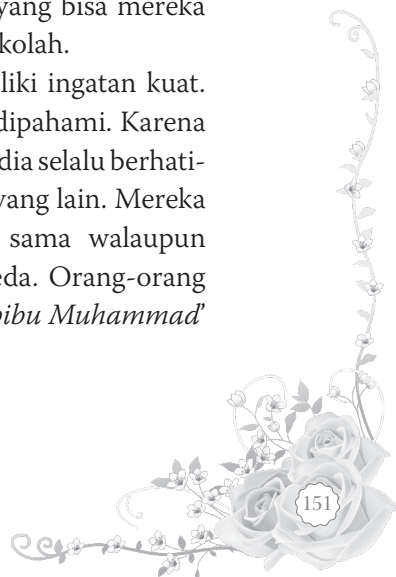 yang bisa mereka
kolah.
liki ingatan kuat.
dipahami. Karena
dia selalu berhati-
yang lain. Mereka
sama walaupun
eda. Orang-orang
bibu Muhammad’
151